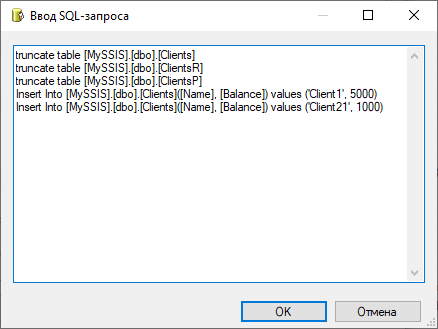 Ввод SQL-запроса
truncate table [MySSIS].[dbo].[Clients]
truncate table [MySSIS].[dbo].[ClientsR]
truncate table [MySSIS].[dbo].[ClientsP]
Insert Into [MySSIS].[dbo].[Clients]([Name], [Balance]) values ('Client1', 5000)
Insert Into [MySSIS].[dbo].[Clients]([Name], [Balance]) values ('Client21', 1000)
OK
Отмена